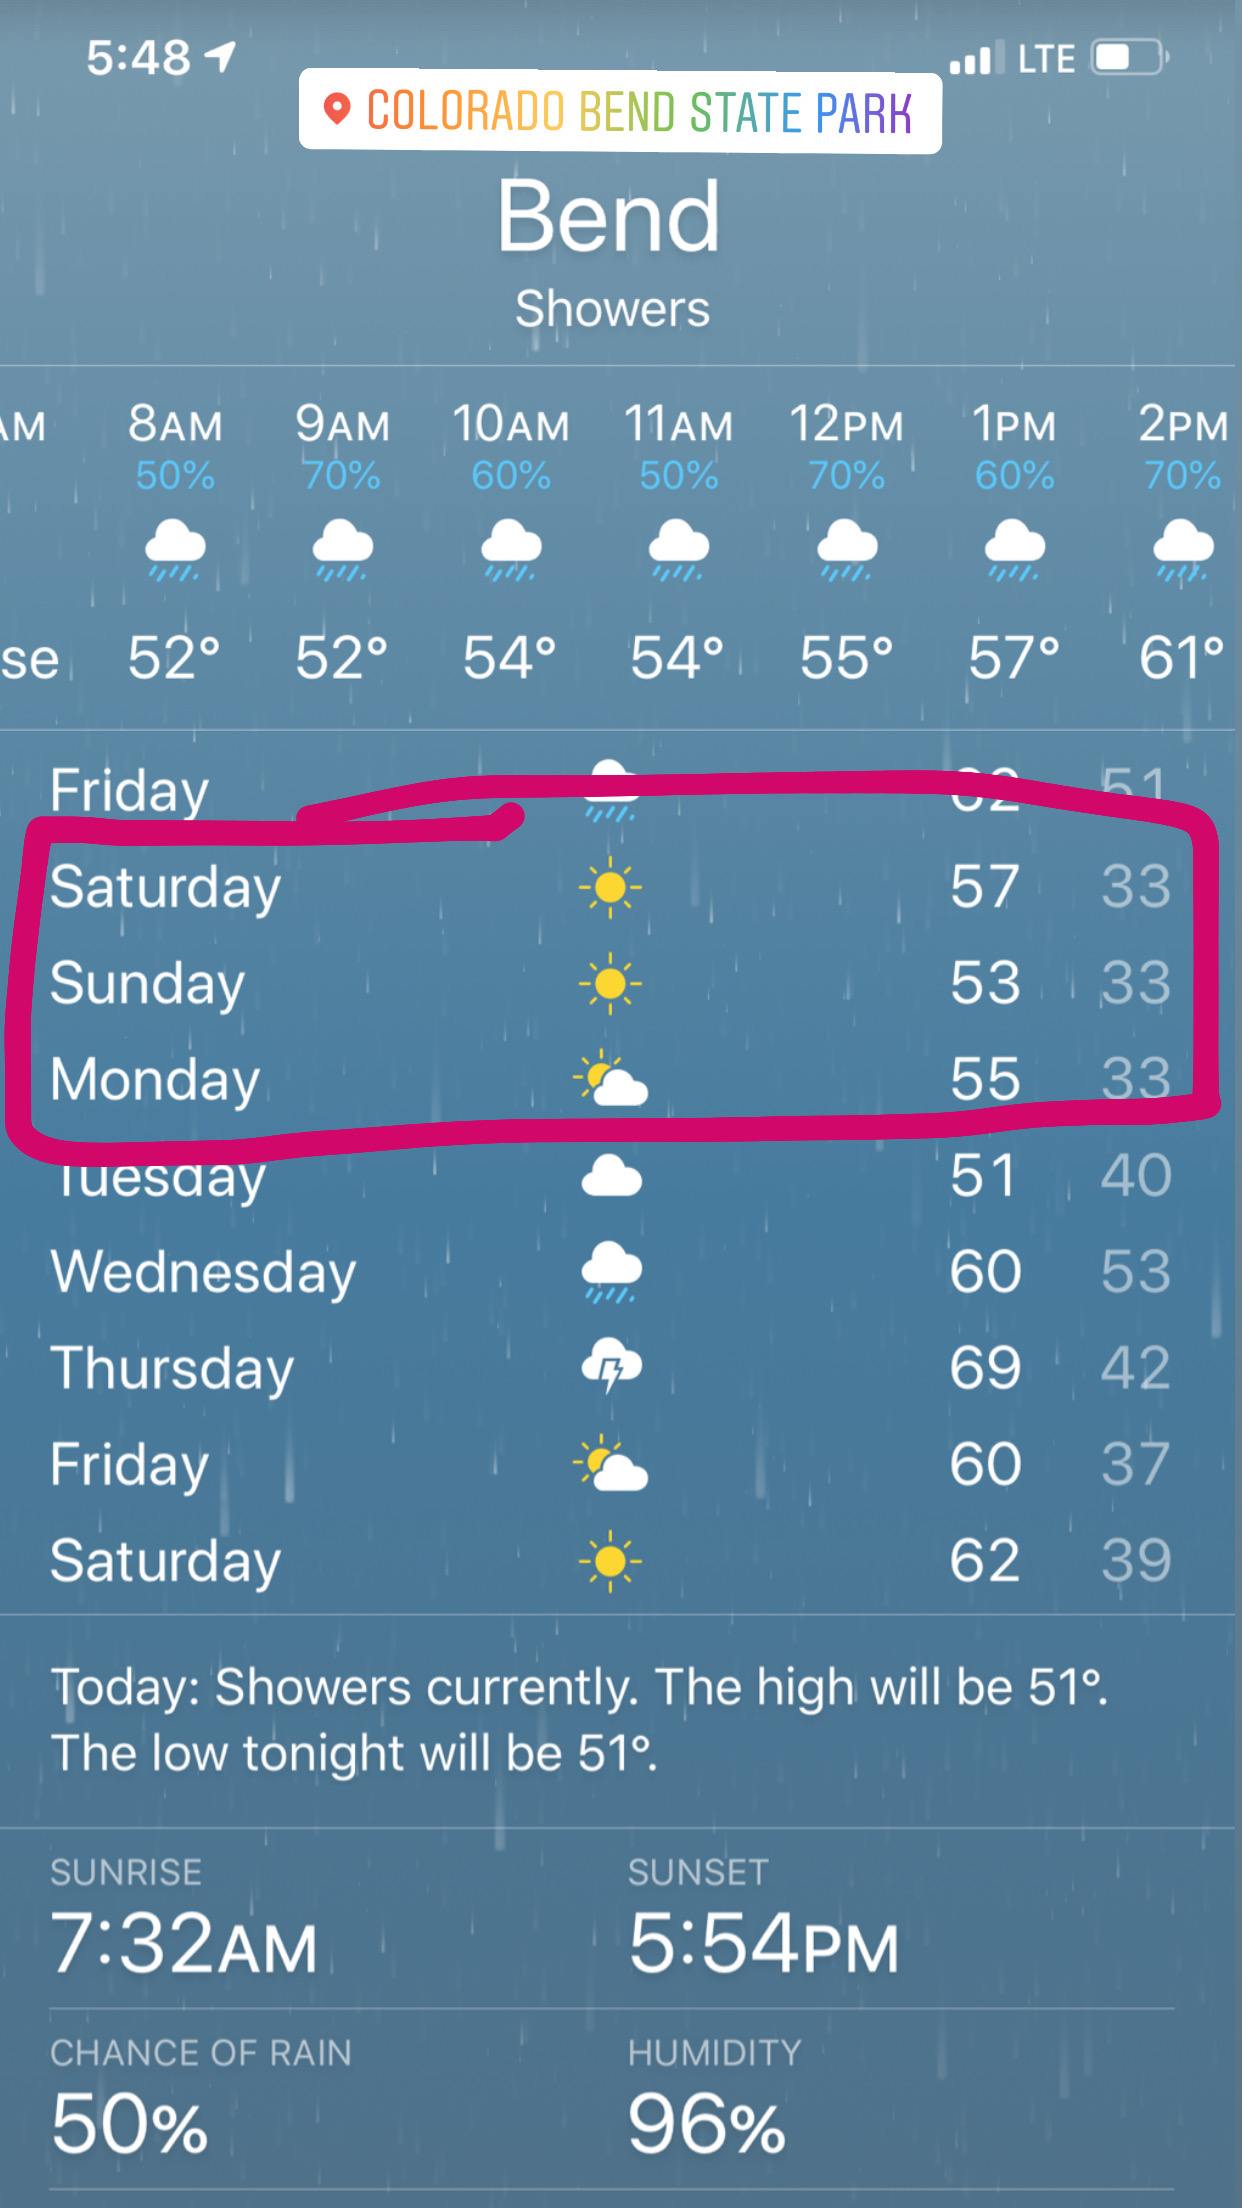 5:48 LTE
COLORADO BEND STATE PARK
Bend
Showers
AM 8AM 9AM 10AM 11AM 12PM 1PM 2PM
50% 70% 60% 50% 70% 60% 70%
se 52° 52° 54° 54° 55° 57° 61°
Friday 62 51
Saturday 57 33
Sunday 53 33
Monday 55 33
Tuesday 51 40
Wednesday 60 53
Thursday 69 42
Friday 60 37
Saturday 62 39
Today: Showers currently. The high will be 51°.
The low tonight will be 51°.
SUNRISE SUNSET
7:32AM 5:54PM
CHANCE OF RAIN HUMIDITY
50% 96%